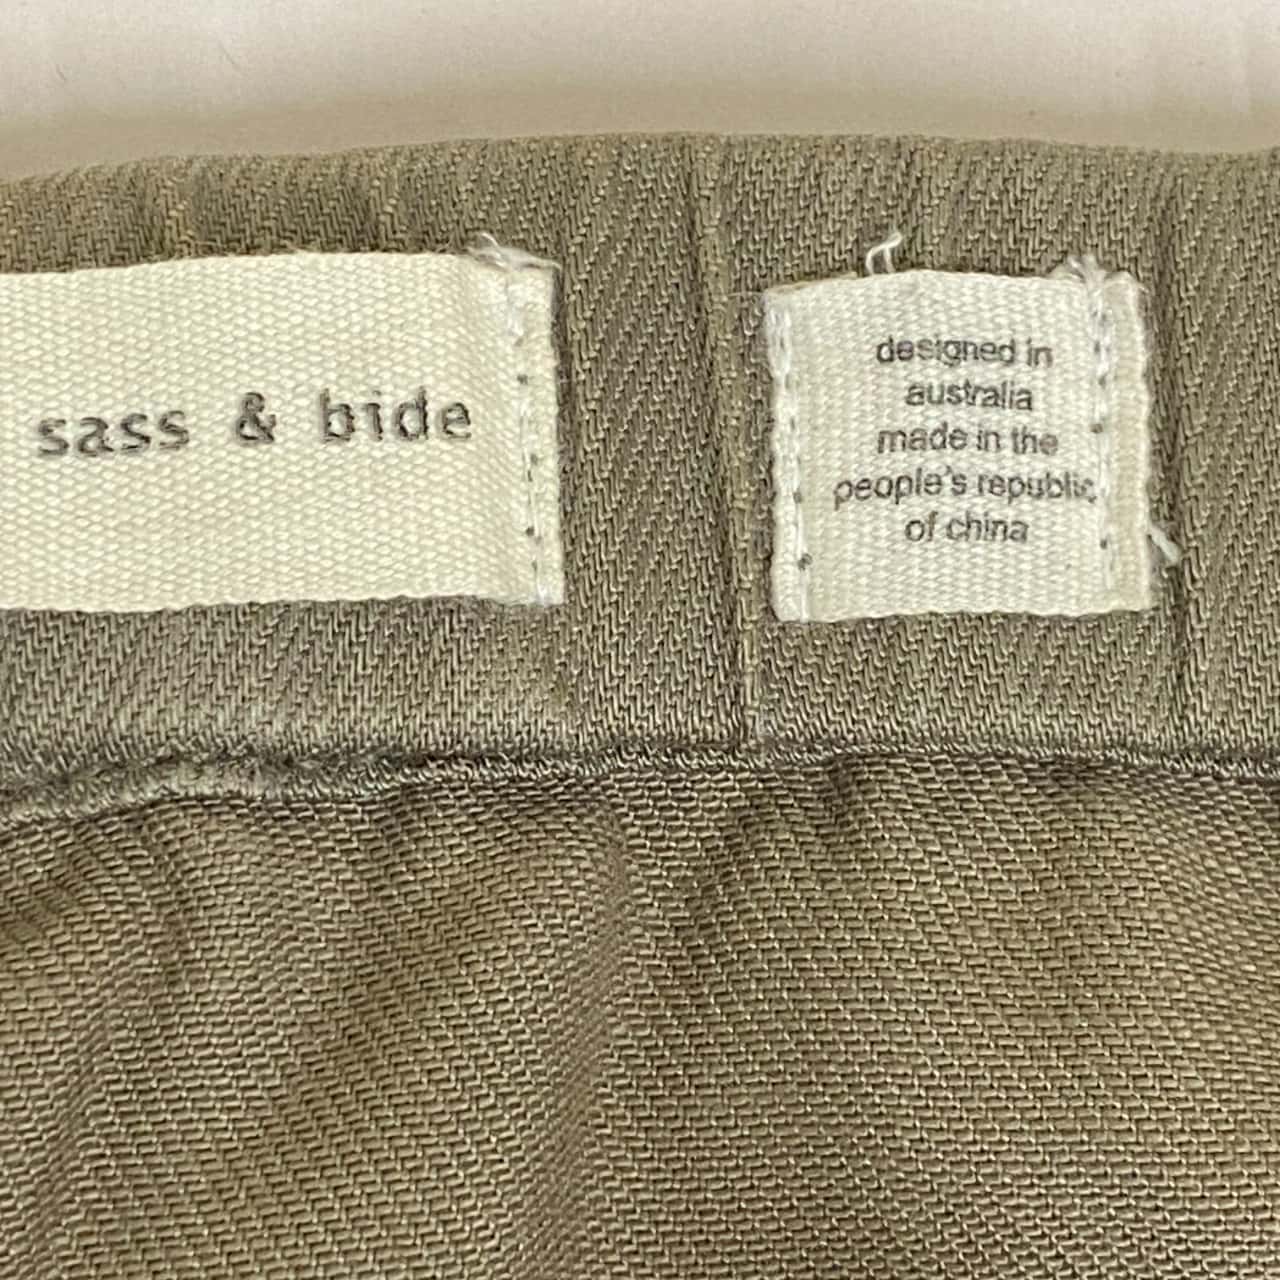 sass & bide
designed in
australia
made in the
people's republic
of china